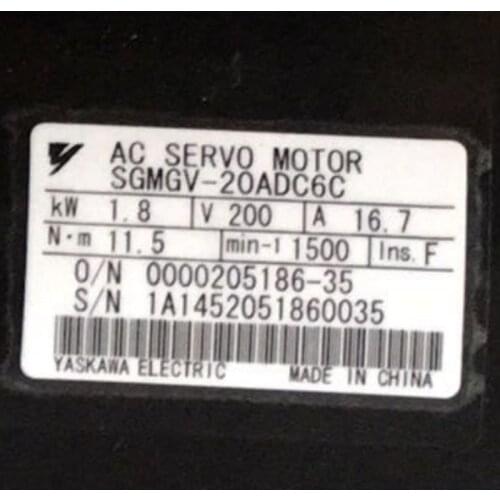 AC SERVO MOTOR
SGMGV-20ADC6C
kW 1.8 V 200 A 16.7
N·m 11.5 min-1 1500 Ins. F
O/N 0000205186-35
S/N 1A1452051860035
YASKAWA ELECTRIC MADE IN CHINA